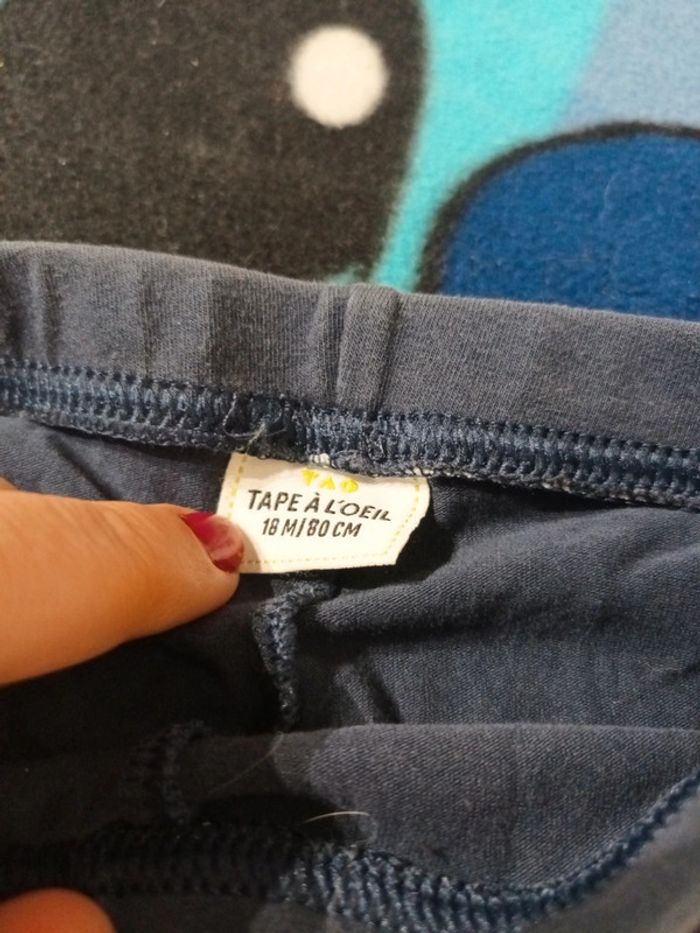 TAO
TAPE À L'OEIL
18 M/80 CM